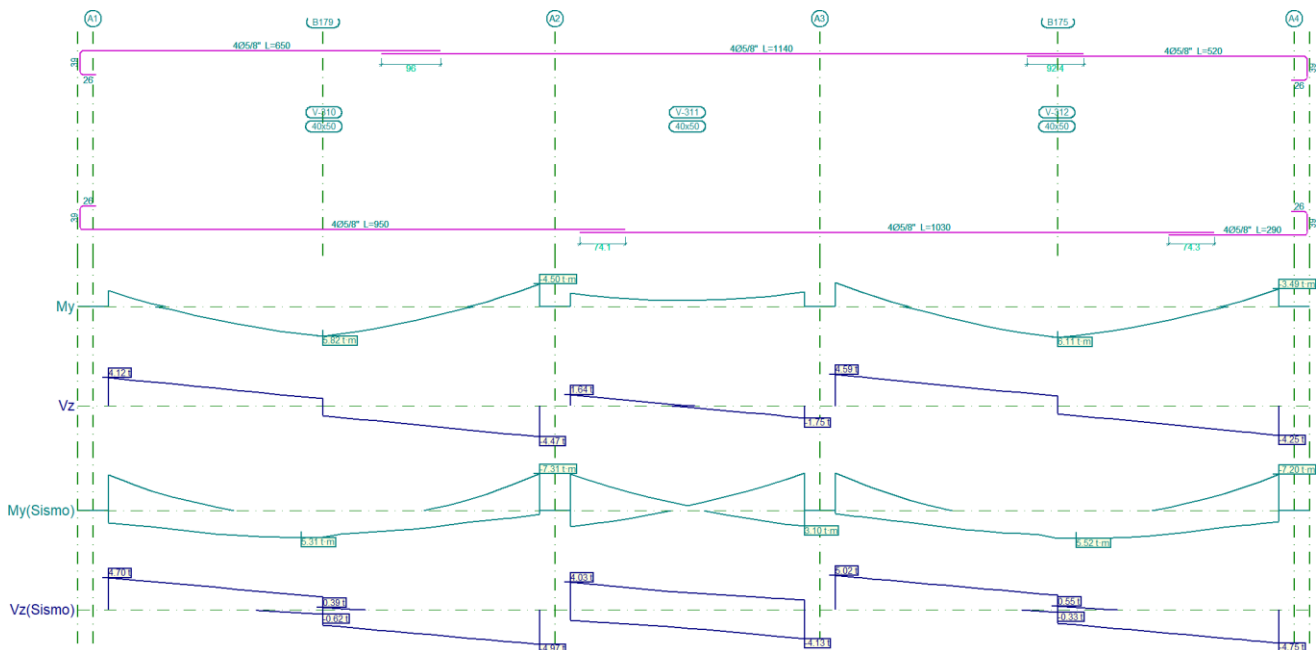 A1 B179 A2 A3 B175 A4
4Ø5/8" L=650 4Ø5/8" L=1140 4Ø5/8" L=520
39 26 96 92.4 26 39
V-310 V-311 V-312
40x50 40x50 40x50
39 26 26 39
4Ø5/8" L=950 4Ø5/8" L=1030 4Ø5/8" L=290
74.1 74.3
-4.50 t·m -3.49 t·m
My
5.82 t·m 6.11 t·m
4.12 t 1.64 t 4.59 t
Vz
-4.47 t -1.75 t -4.25 t
-7.31 t·m -7.20 t·m
My(Sismo)
5.31 t·m 3.10 t·m 5.52 t·m
4.70 t 4.03 t 5.02 t
0.39 t 0.55 t
Vz(Sismo)
-0.62 t -0.33 t
-4.97 t -4.13 t -4.75 t